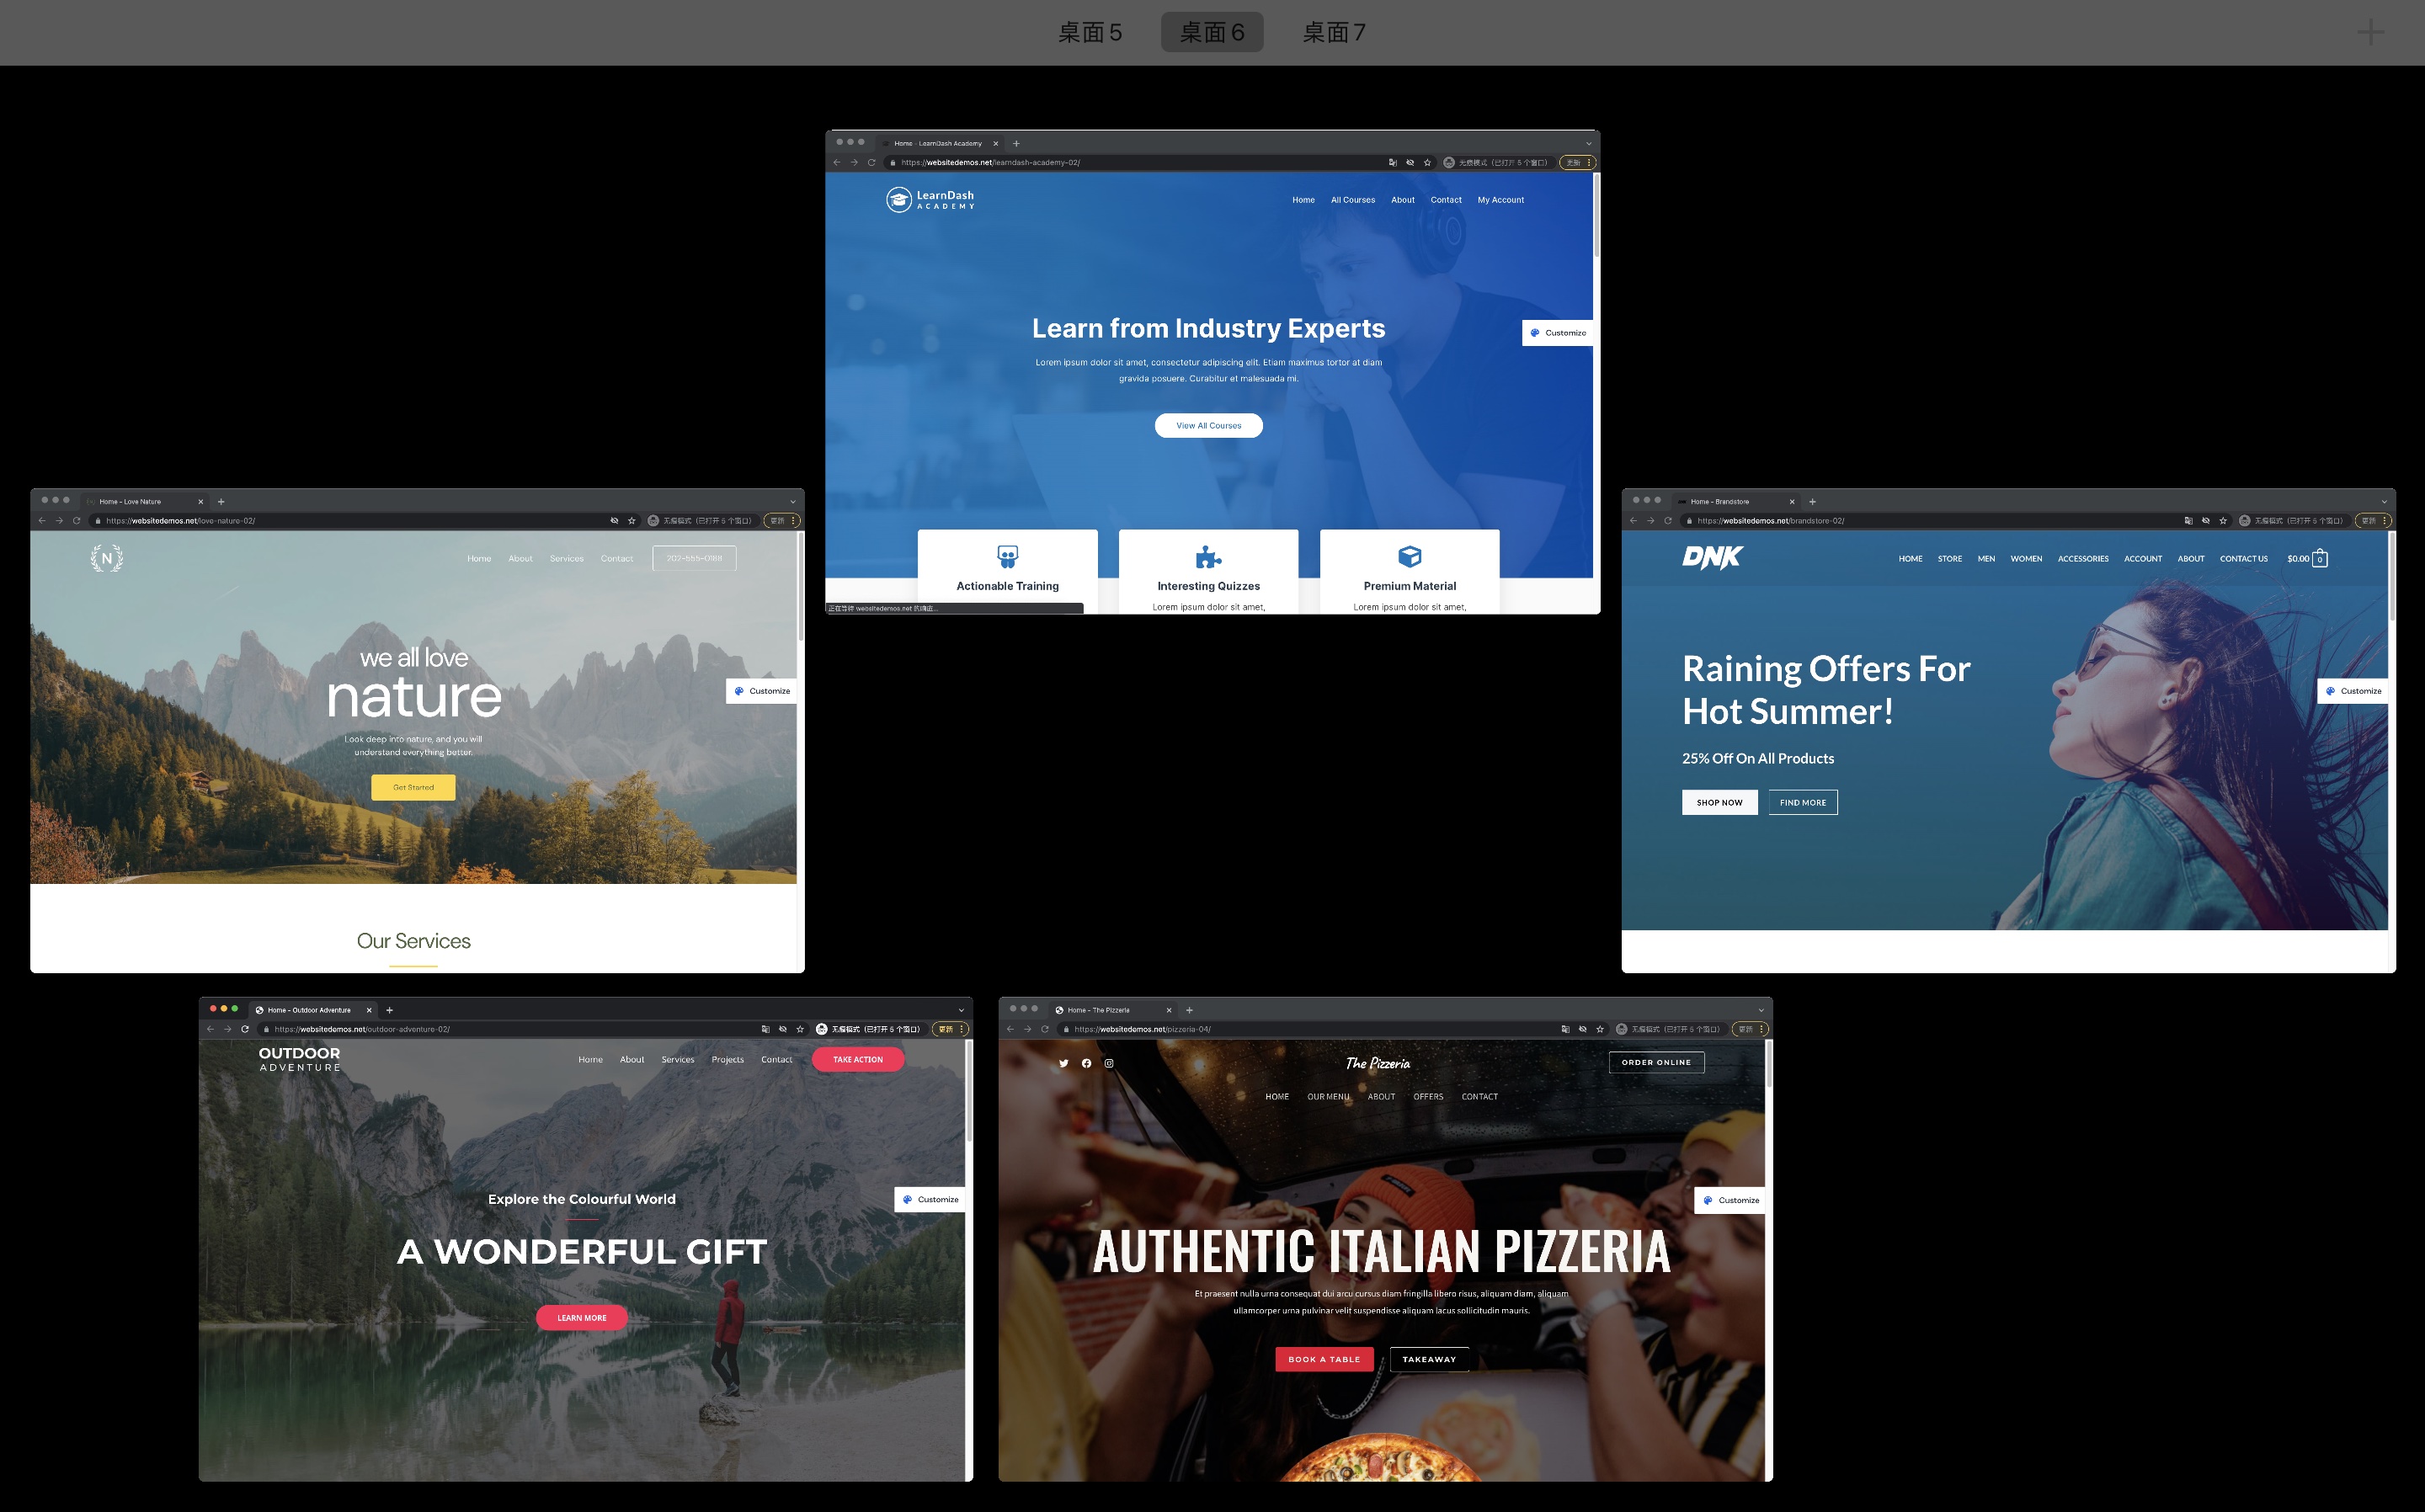 桌面 5
桌面 6
桌面 7
Home - LearnDash Academy
https://websitedemos.net/learndash-academy-02/
无痕模式 (已打开 5 个窗口)
更新
LearnDash
ACADEMY
Home
All Courses
About
Contact
My Account
Learn from Industry Experts
Lorem ipsum dolor sit amet, consectetur adipiscing elit. Etiam maximus tortor at diam
gravida posuere. Curabitur et malesuada mi.
Customize
View All Courses
Actionable Training
Interesting Quizzes
Premium Material
Lorem ipsum dolor sit amet,
Lorem ipsum dolor sit amet,
正在等待 websitedemos.net 的响应...
Home - Love Nature
https://websitedemos.net/love-nature-02/
无痕模式 (已打开 5 个窗口)
更新
N
Home
About
Services
Contact
202-555-0188
we all love
nature
Look deep into nature, and you will
understand everything better.
Customize
Get Started
Our Services
Home - Brandstore
https://websitedemos.net/brandstore-02/
无痕模式 (已打开 5 个窗口)
更新
DNK
HOME
STORE
MEN
WOMEN
ACCESSORIES
ACCOUNT
ABOUT
CONTACT US
$0.00
0
Raining Offers For
Hot Summer!
25% Off On All Products
Customize
SHOP NOW
FIND MORE
Home - Outdoor Adventure
https://websitedemos.net/outdoor-adventure-02/
无痕模式 (已打开 5 个窗口)
更新
OUTDOOR
ADVENTURE
Home
About
Services
Projects
Contact
TAKE ACTION
Explore the Colourful World
Customize
A WONDERFUL GIFT
LEARN MORE
Home - The Pizzeria
https://websitedemos.net/pizzeria-04/
无痕模式 (已打开 5 个窗口)
更新
The Pizzeria
ORDER ONLINE
HOME
OUR MENU
ABOUT
OFFERS
CONTACT
Customize
AUTHENTIC ITALIAN PIZZERIA
Et praesent nulla urna consequat dui arcu cursus diam fringilla libero risus, aliquam diam, aliquam
ullamcorper urna pulvinar velit suspendisse aliquam lacus sollicitudin mauris.
BOOK A TABLE
TAKEAWAY